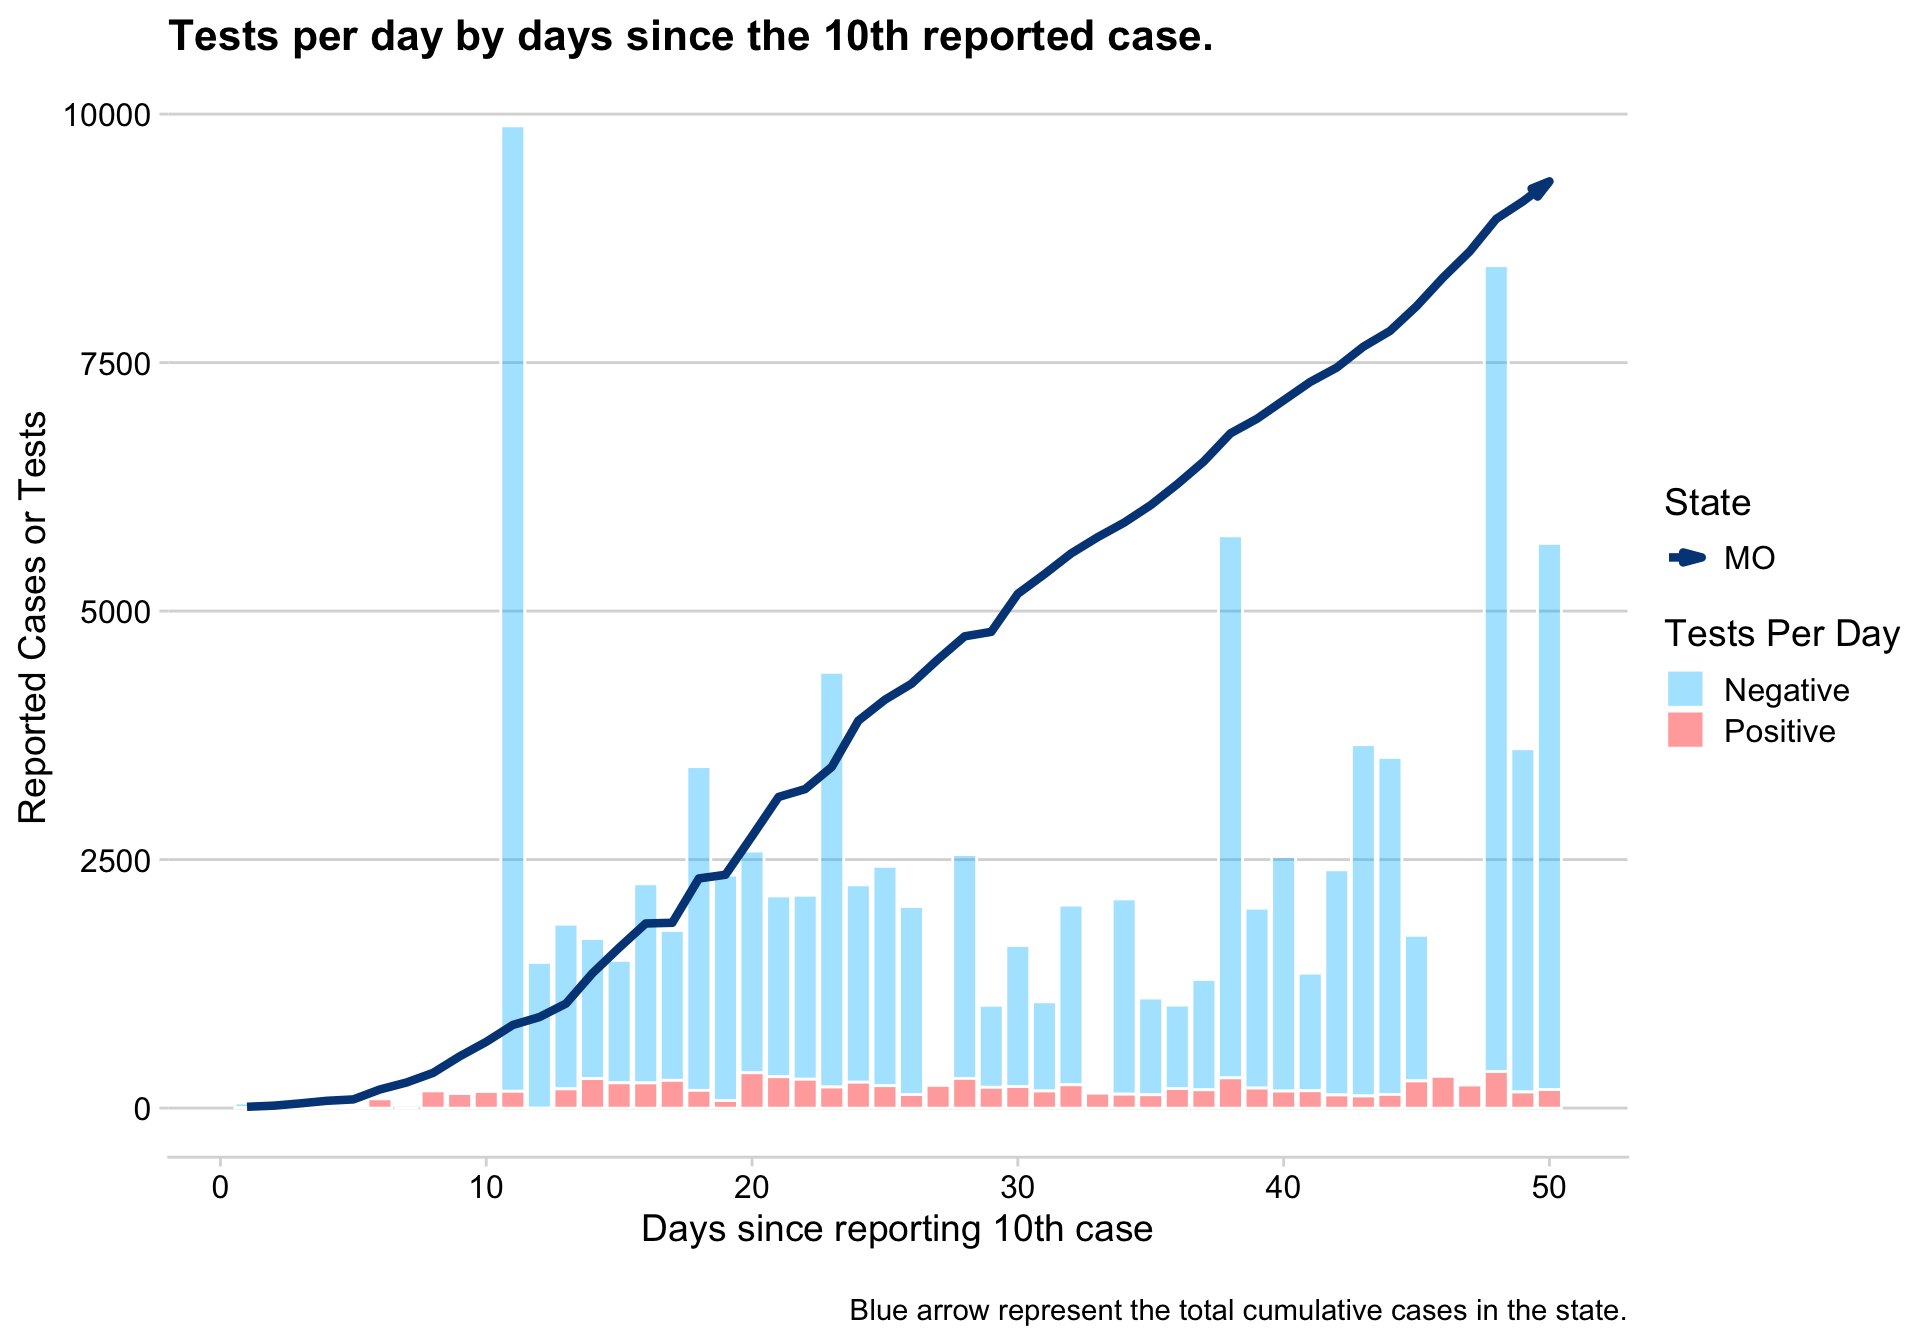 Tests per day by days since the 10th reported case.
10000
7500
5000
2500
0
Reported Cases or Tests
0 10 20 30 40 50
Days since reporting 10th case
State
MO
Tests Per Day
Negative
Positive
Blue arrow represent the total cumulative cases in the state.